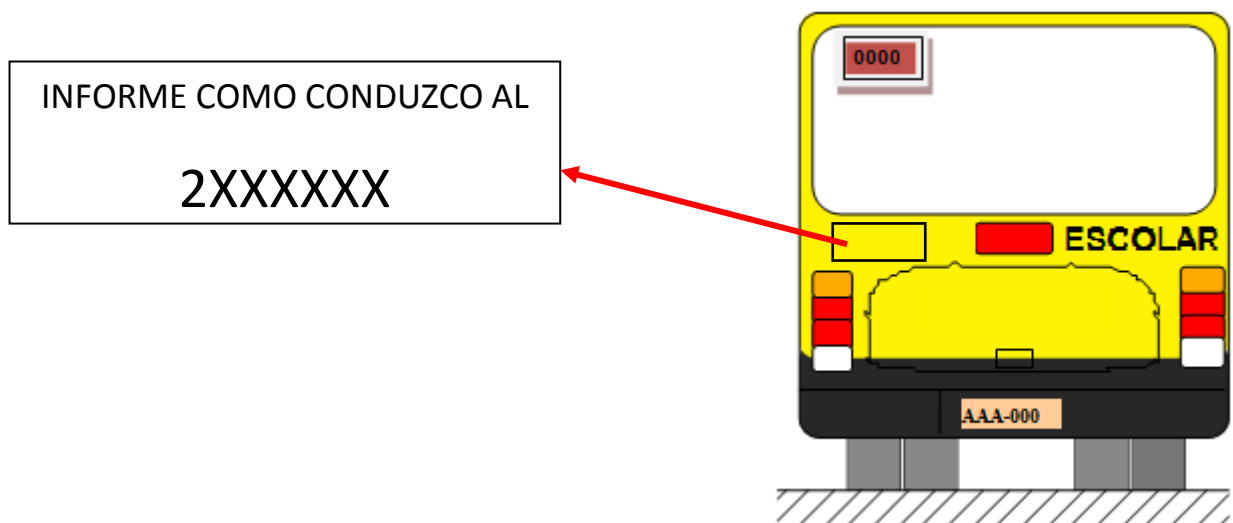 0000
INFORME COMO CONDUZCO AL
2XXXXXX
ESCOLAR
AAA-000